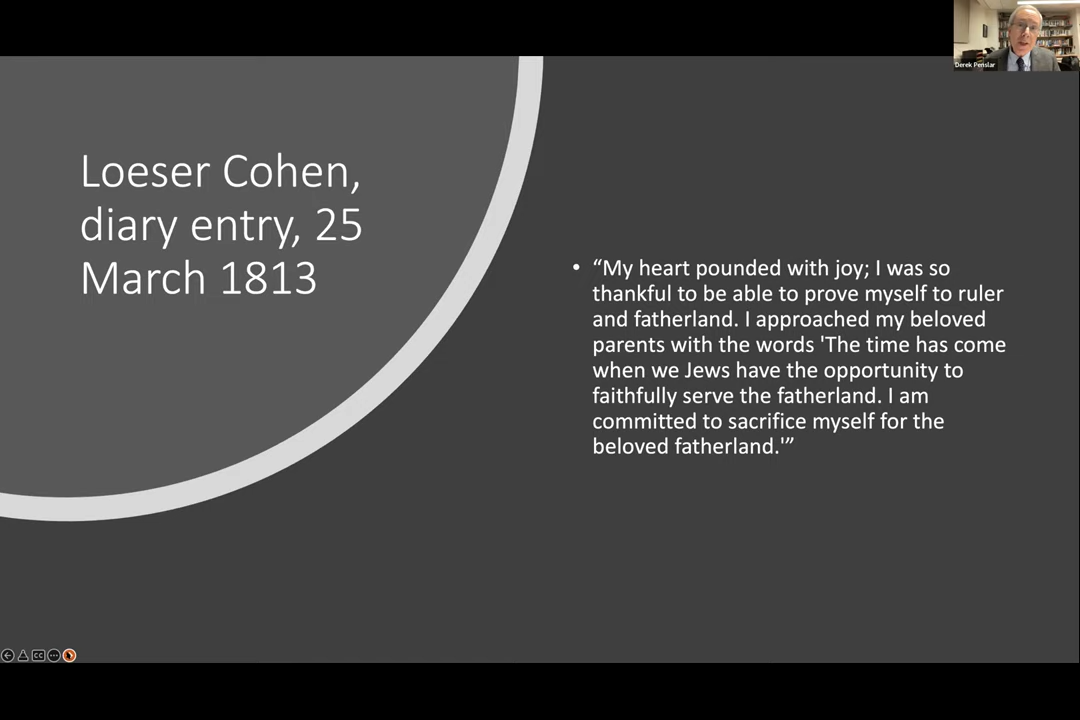 Derek Penslar
Loeser Cohen,
diary entry, 25
March 1813
• “My heart pounded with joy; I was so
thankful to be able to prove myself to ruler
and fatherland. I approached my beloved
parents with the words 'The time has come
when we Jews have the opportunity to
faithfully serve the fatherland. I am
committed to sacrifice myself for the
beloved fatherland.'”
CC